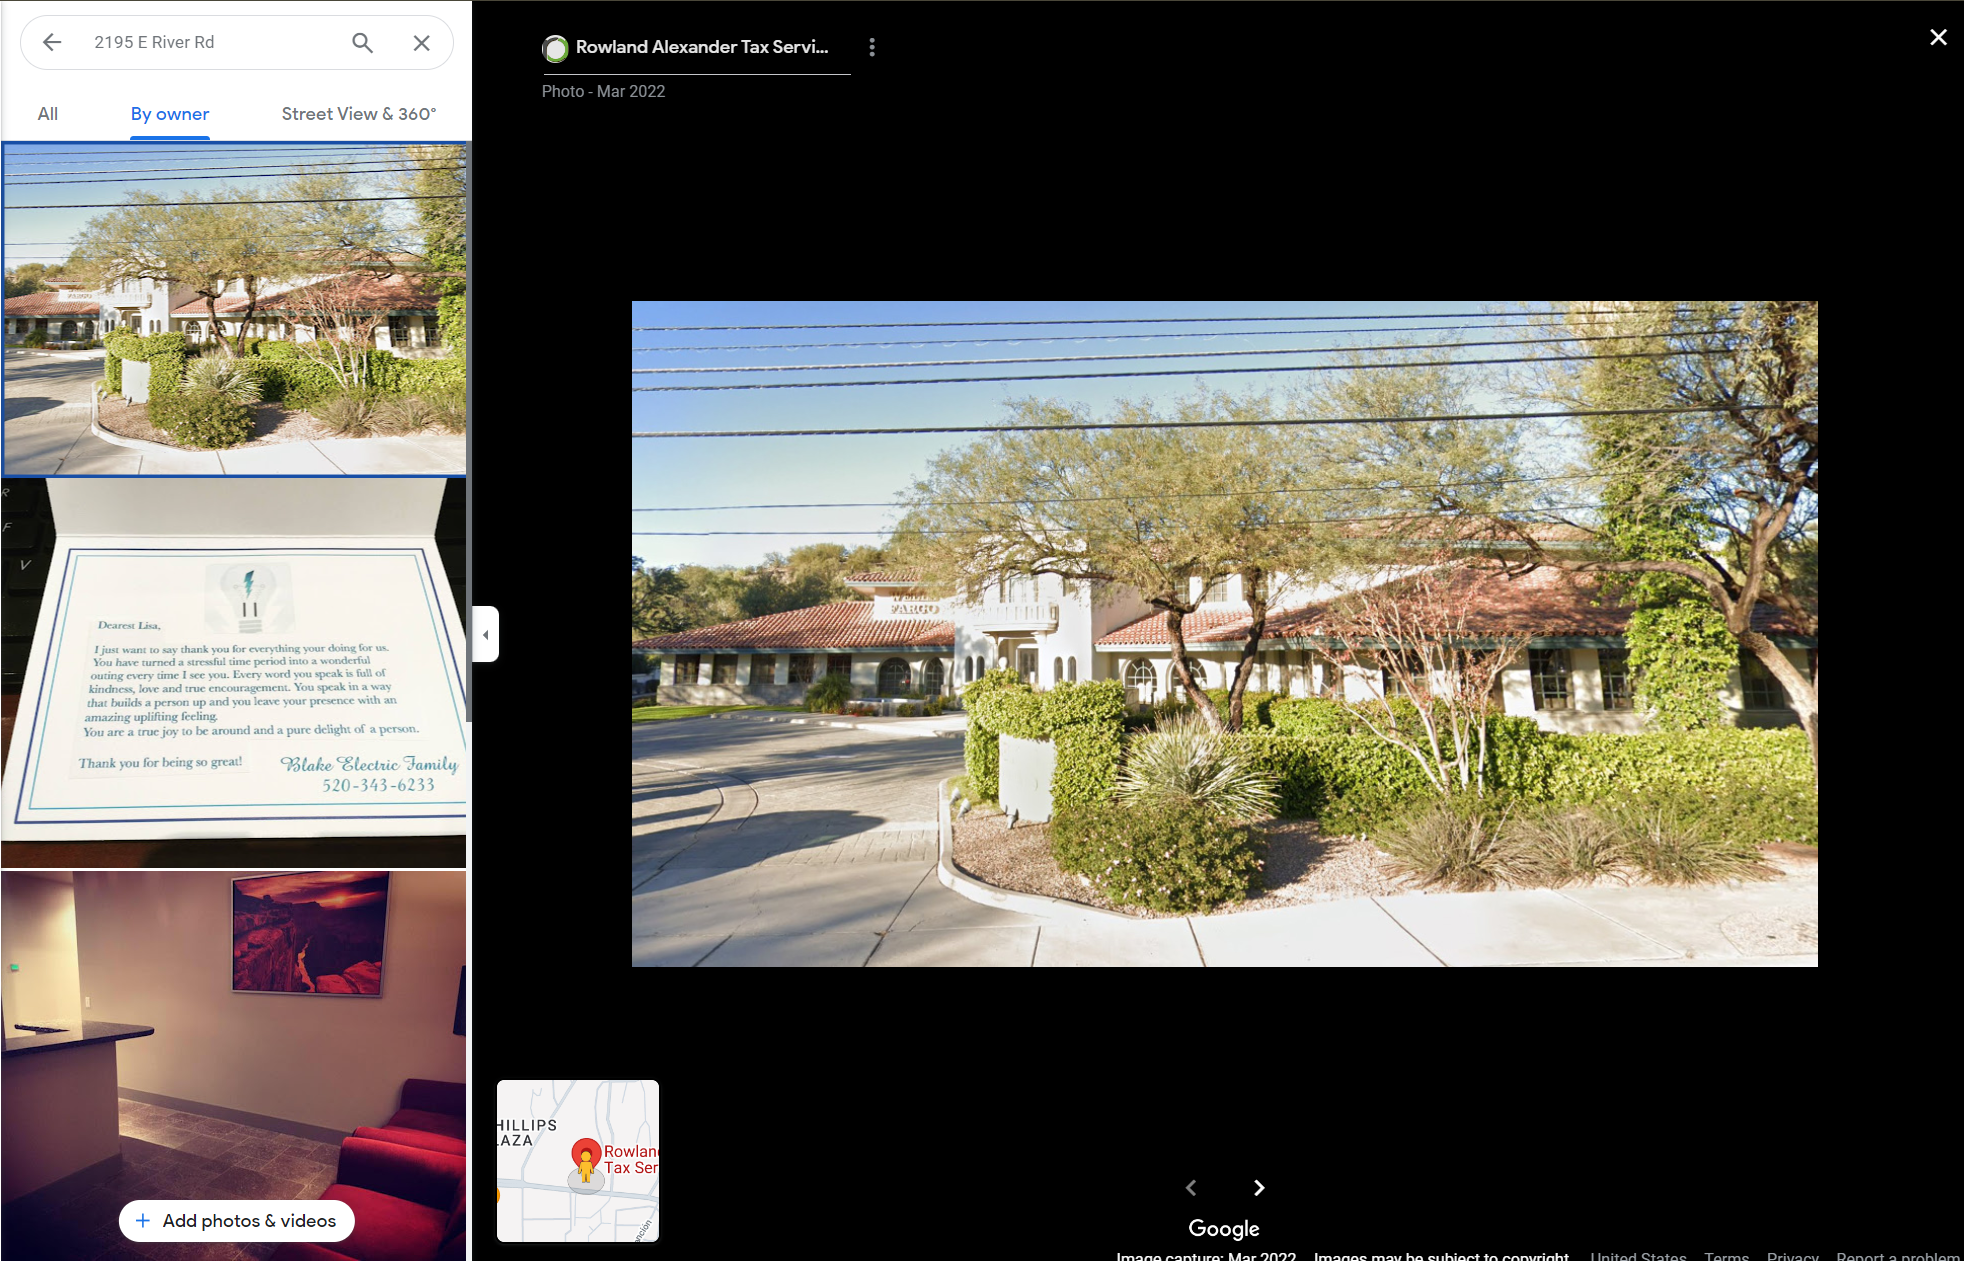 2195 E River Rd
All
By owner
Street View & 360°
Rowland Alexander Tax Servi...
Photo - Mar 2022
R
F
V
Dearest Lisa,
I just want to say thank you for everything your doing for us.
You have turned a stressful time period into a wonderful
outing every time I see you. Every word you speak is full of
kindness, love and true encouragement. You speak in a way
that builds a person up and you leave your presence with an
amazing uplifting feeling.
You are a true joy to be around and a pure delight of a person.
Thank you for being so great!
Blake Electric Family
520-343-6233
Add photos & videos
WELLS
FARGO
HILLIPS
AZA
Rowlan
Tax Ser
Google
Image capture: Mar 2022 Images may be subject to copyright. United States Terms Privacy Report a problem